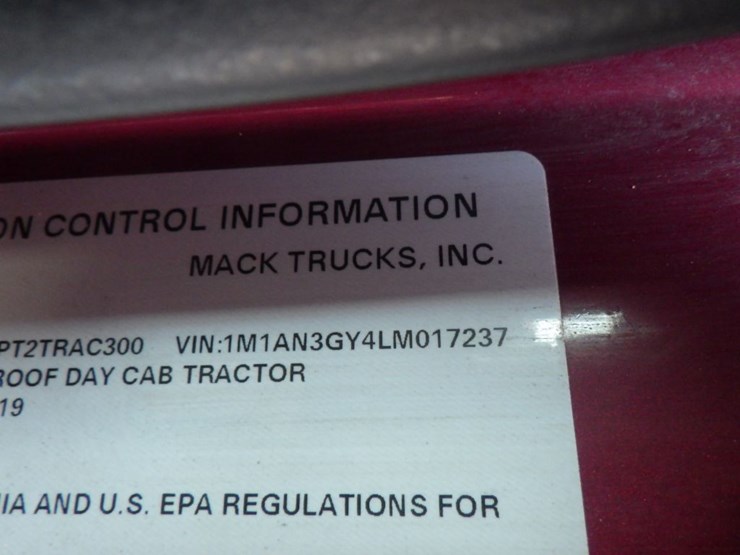 ON CONTROL INFORMATION
MACK TRUCKS, INC.
PT2TRAC300 VIN:1M1AN3GY4LM017237
ROOF DAY CAB TRACTOR
19
IA AND U.S. EPA REGULATIONS FOR